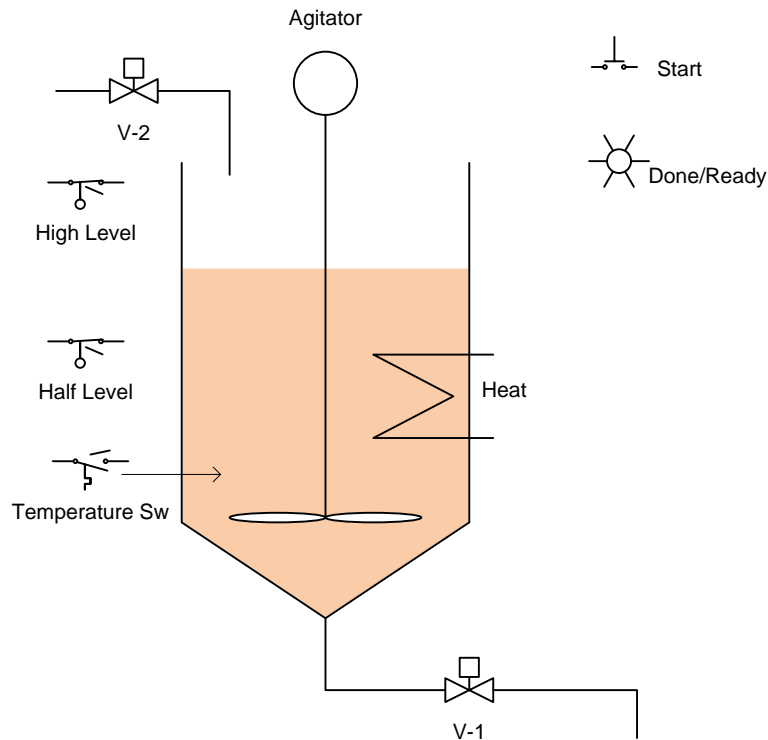 Agitator
Start
V-2
Done/Ready
High Level
Half Level
Heat
Temperature Sw
V-1